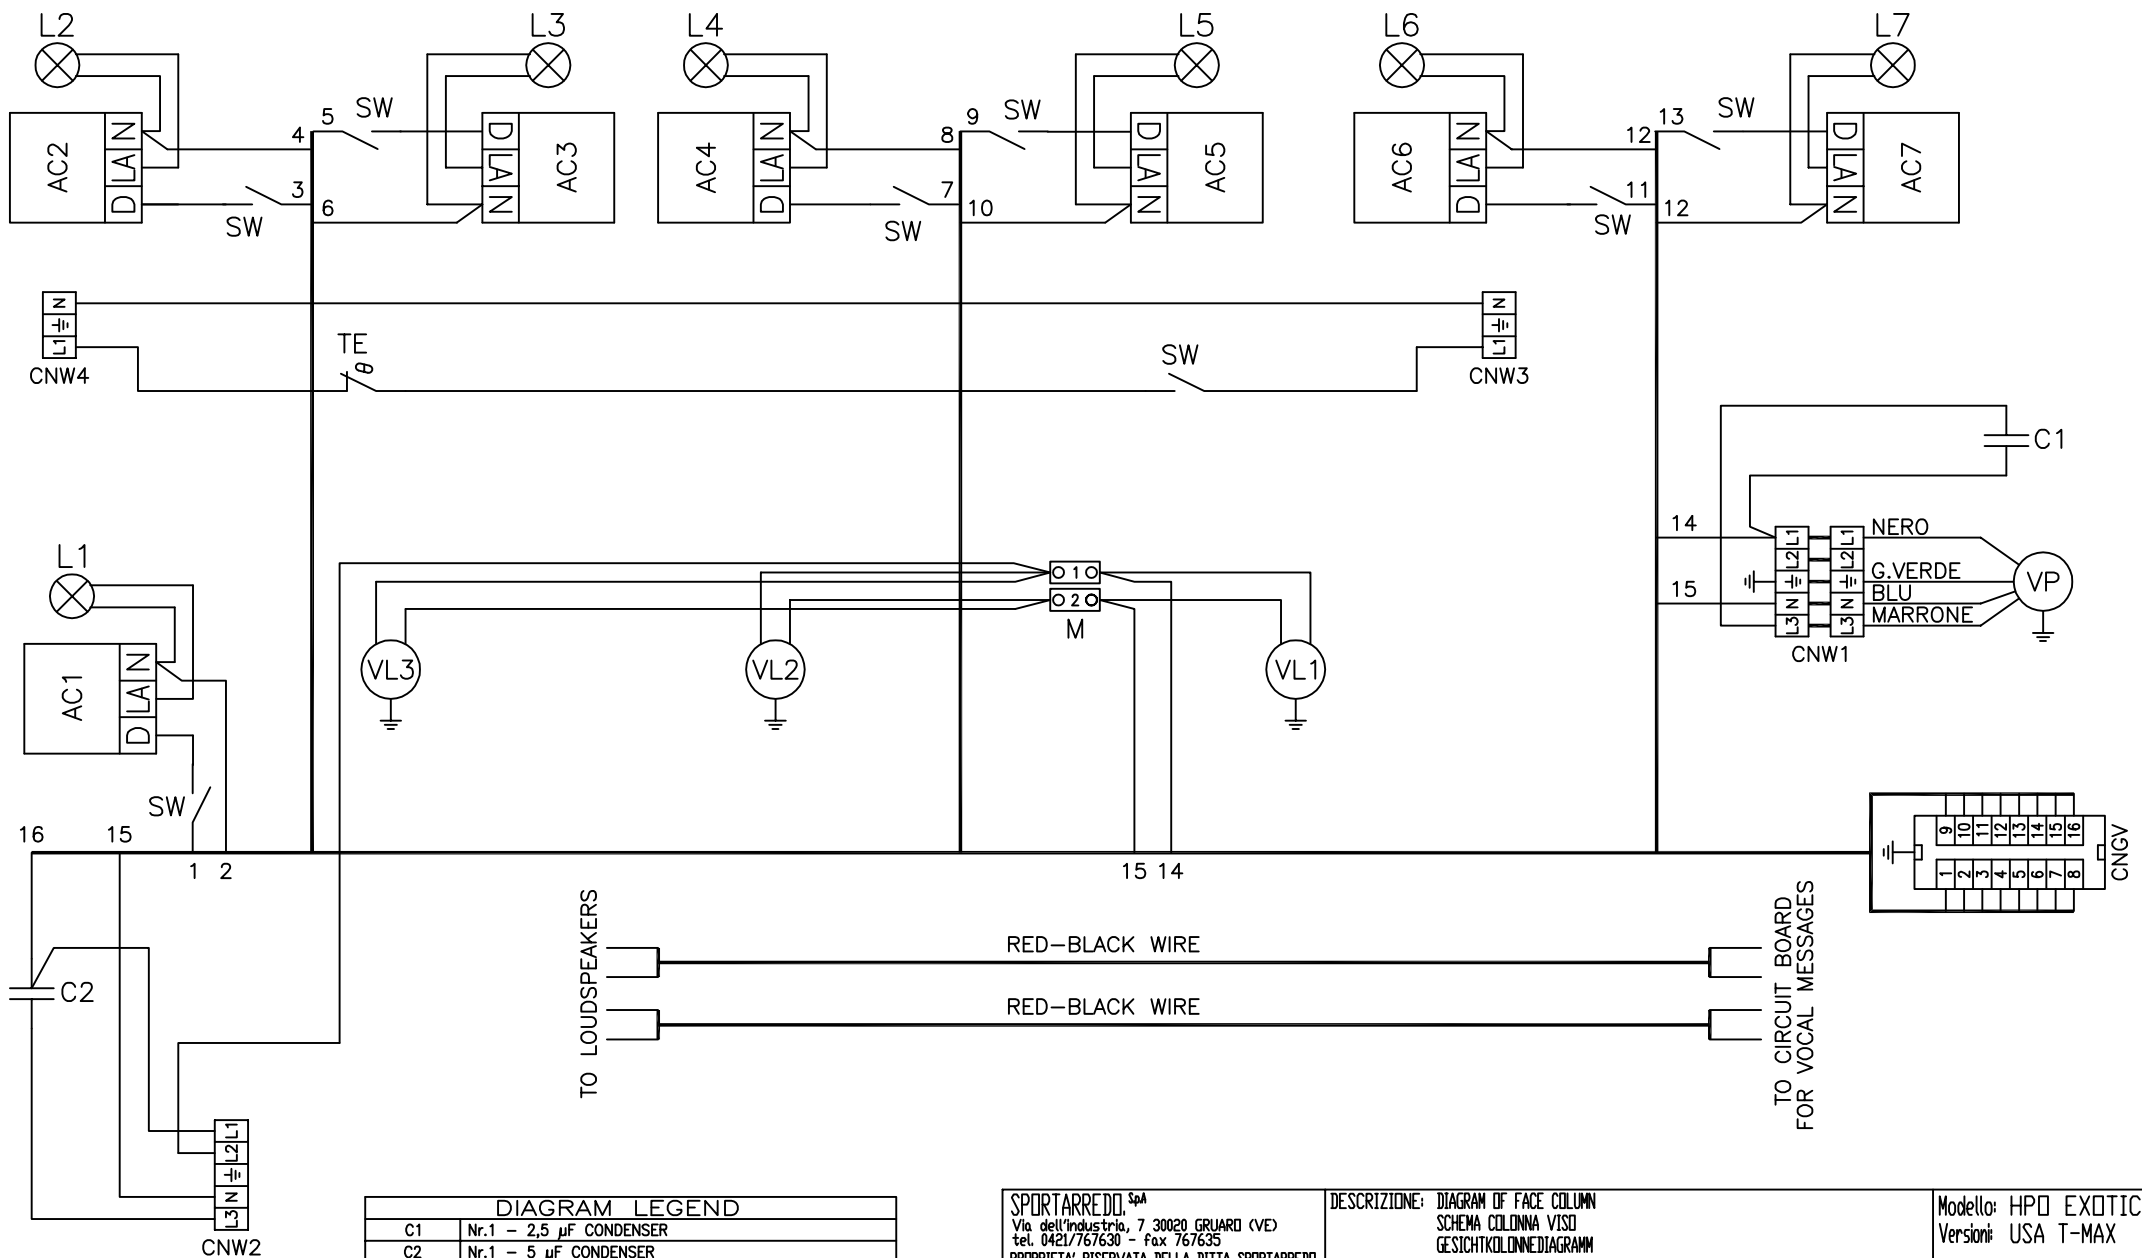 L2
L3
L4
L5
L6
L7
AC2
N
LA
D
4
5
SW
3
6
SW
D
LA
N
AC3
AC4
N
LA
D
8
9
SW
7
10
SW
D
LA
N
AC5
AC6
N
LA
D
12
13
SW
11
12
SW
D
LA
N
AC7
N
L1
CNW4
TE
θ
SW
N
L1
CNW3
C1
14
15
L1
L2
N
L3
L1
L2
N
L3
NERO
G.VERDE
BLU
MARRONE
VP
CNW1
L1
AC1
N
LA
D
SW
1
2
M
VL3
VL2
VL1
16
15
1
2
15
14
9
10
11
12
13
14
15
16
1
2
3
4
5
6
7
8
CNGV
C2
TO LOUDSPEAKERS
RED-BLACK WIRE
RED-BLACK WIRE
TO CIRCUIT BOARD
FOR VOCAL MESSAGES
L1
L2
N
L3
CNW2
DIAGRAM LEGEND
C1 Nr.1 - 2,5 µF CONDENSER
C2 Nr.1 - 5 µF CONDENSER
SPORTARREDO. SpA
Via dell'industria, 7 30020 GRUARO (VE)
tel. 0421/767630 - fax 767635
PROPRIETA' RISERVATA DELLA DITTA SPORTARREDO
DESCRIZIONE: DIAGRAM OF FACE COLUMN
SCHEMA COLONNA VISO
GESICHTKOLONNEDIAGRAMM
Modello: HPO EXOTIC
Versioni: USA T-MAX